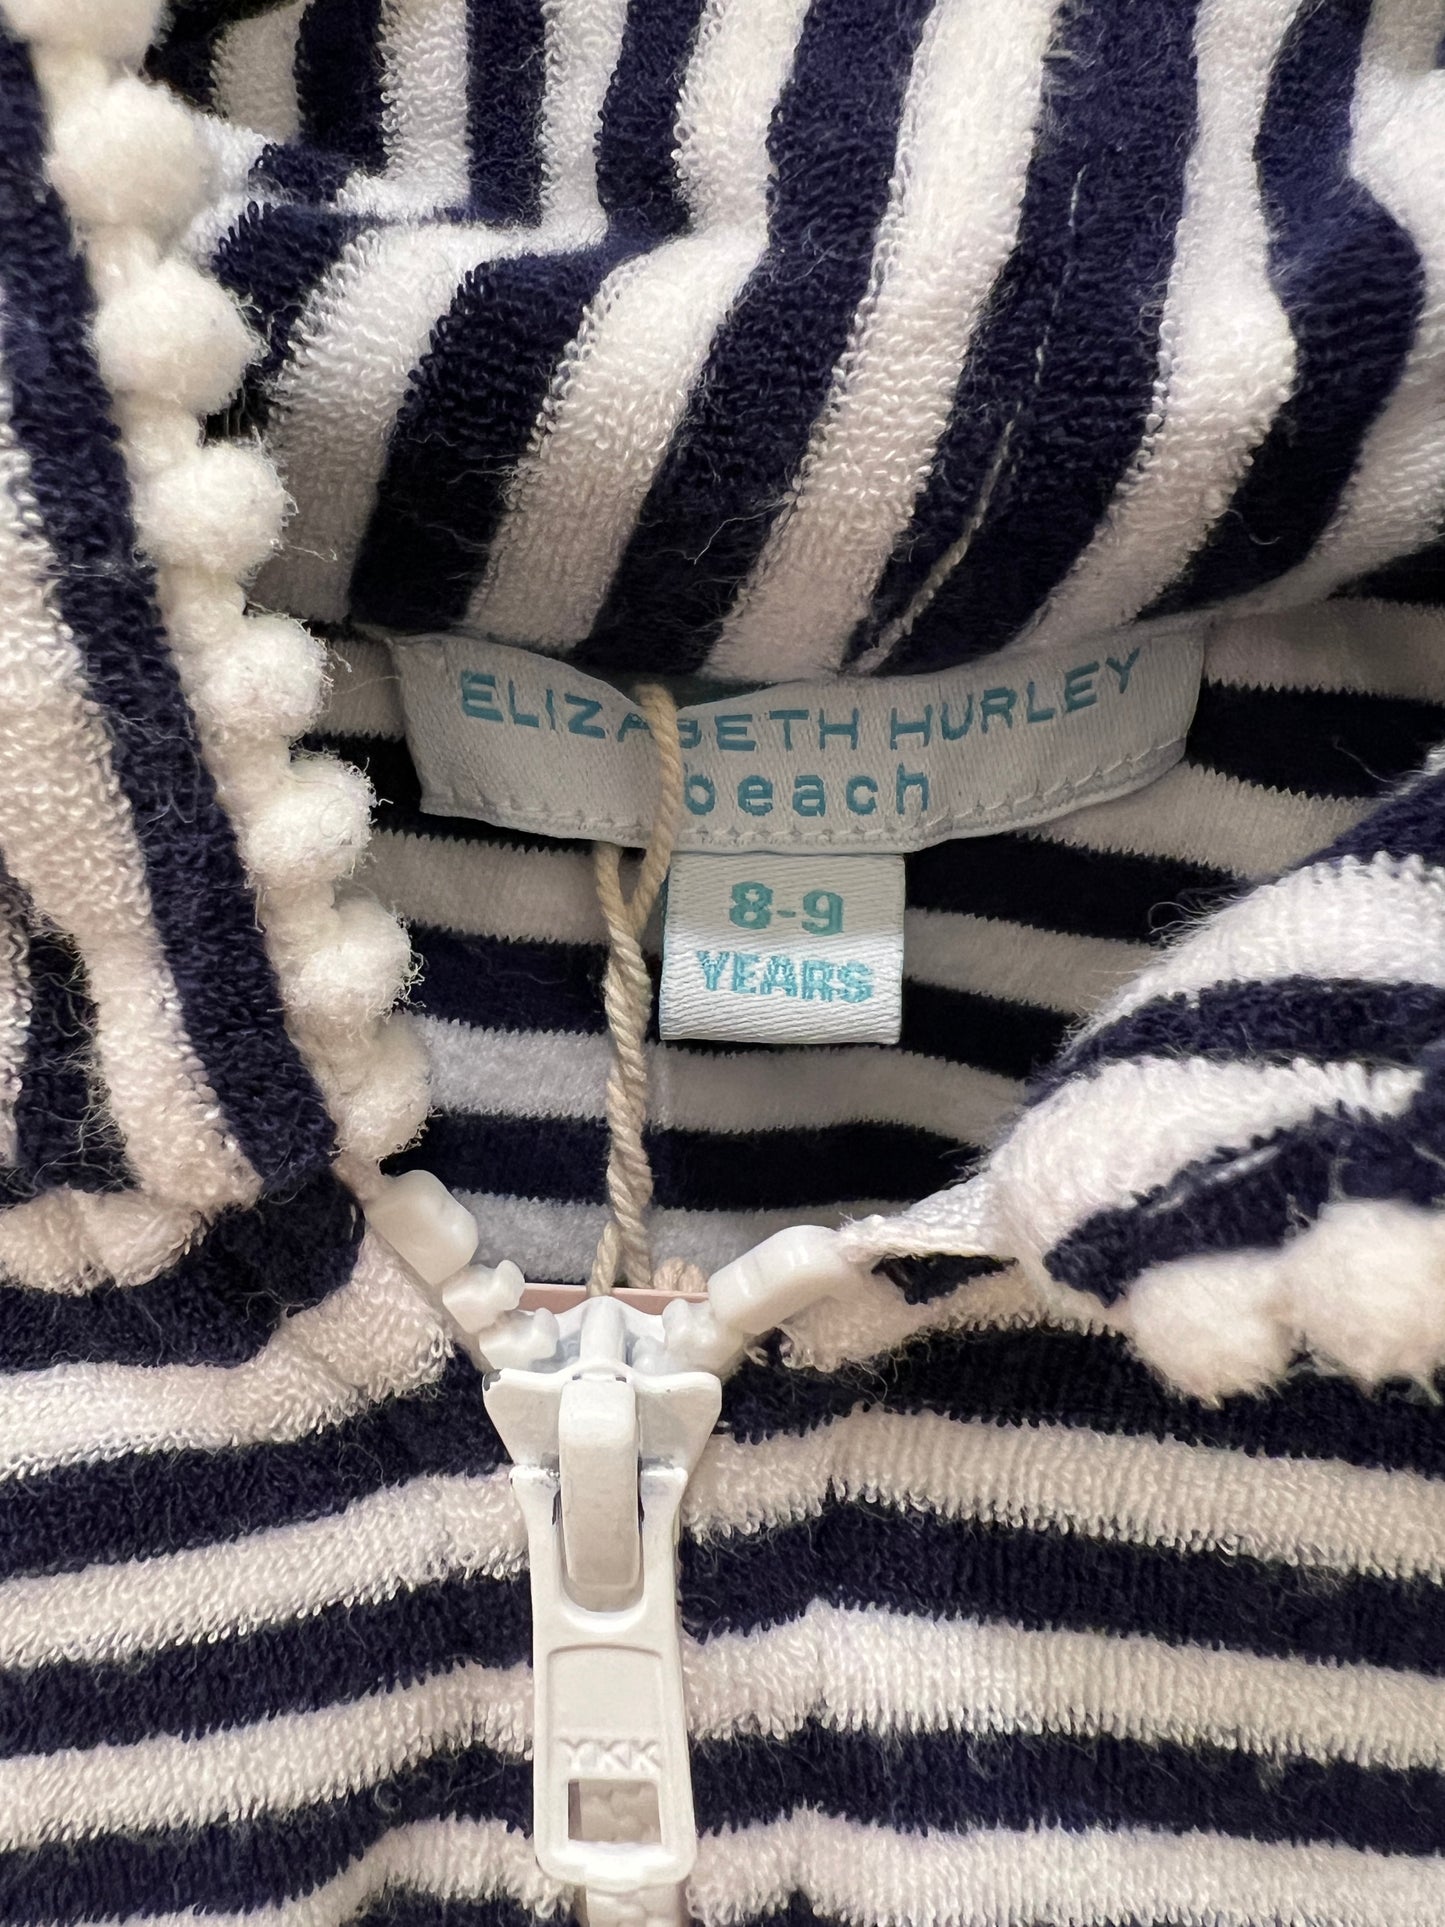 ELIZABETH HURLEY
beach
8-9
YEARS
YKK